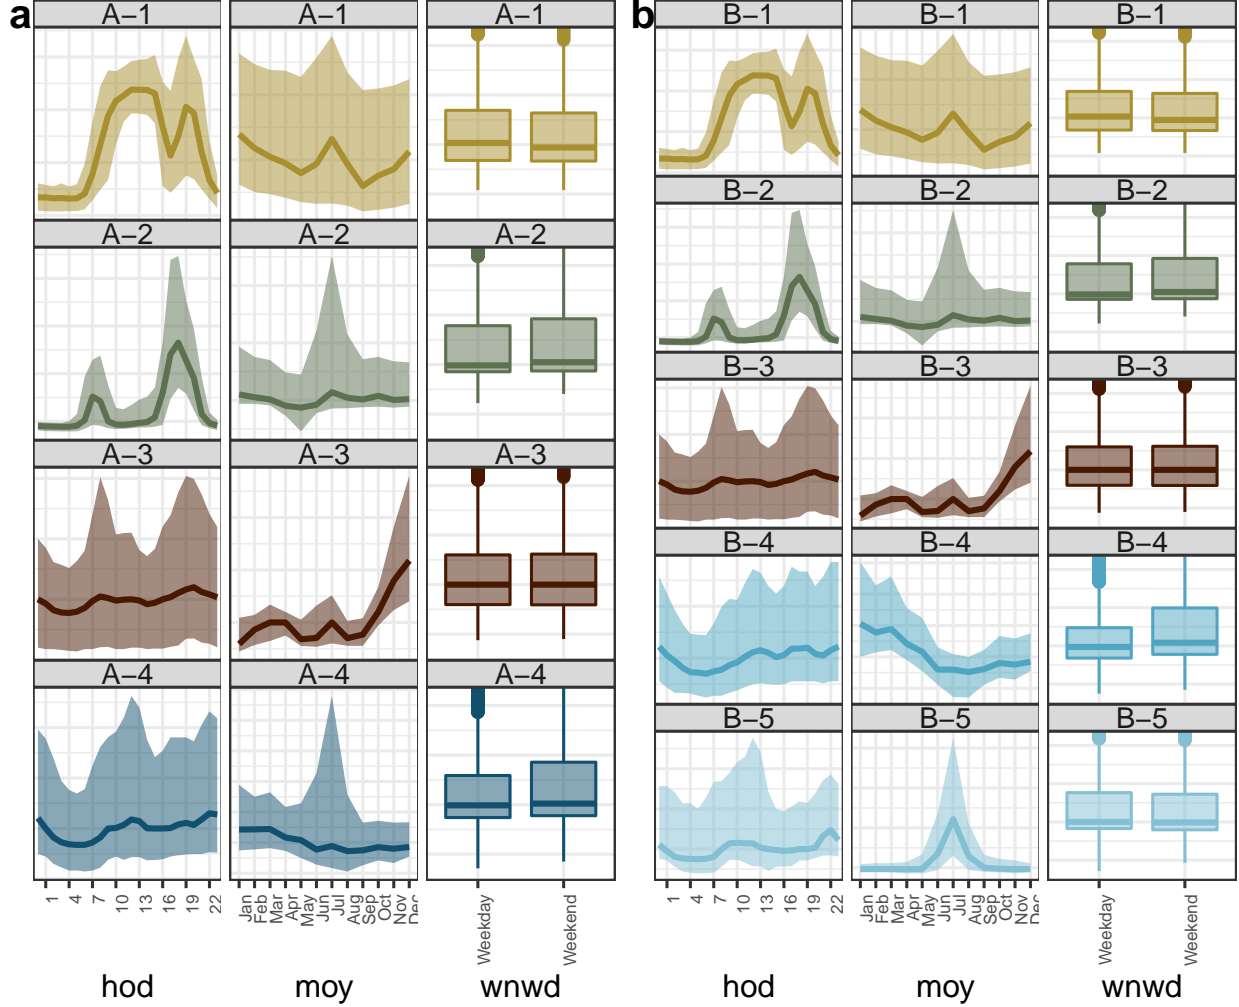 a
A−1 A−1 A−1
A−2 A−2 A−2
A−3 A−3 A−3
A−4 A−4 A−4
1 4 7 10 13 16 19 22
Jan Feb Mar Apr May Jun Jul Aug Sep Oct Nov Dec
Weekday Weekend
hod moy wnwd
b
B−1 B−1 B−1
B−2 B−2 B−2
B−3 B−3 B−3
B−4 B−4 B−4
B−5 B−5 B−5
1 4 7 10 13 16 19 22
Jan Feb Mar Apr May Jun Jul Aug Sep Oct Nov Dec
Weekday Weekend
hod moy wnwd